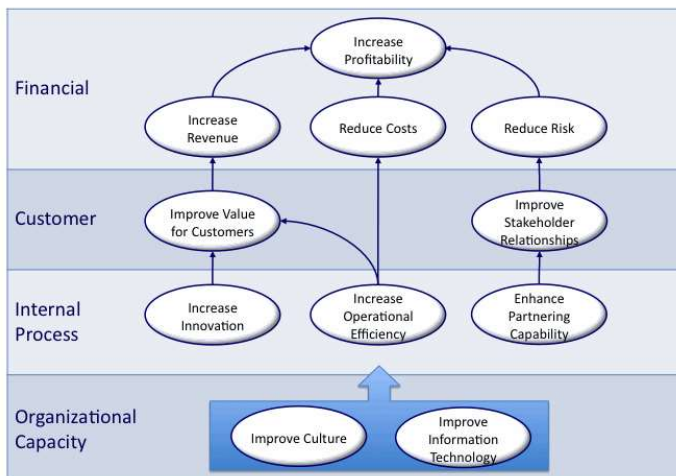 Financial
Increase
Profitability
Increase
Revenue
Reduce Costs
Reduce Risk
Customer
Improve Value
for Customers
Improve
Stakeholder
Relationships
Internal
Process
Increase
Innovation
Increase
Operational
Efficiency
Enhance
Partnering
Capability
Organizational
Capacity
Improve Culture
Improve
Information
Technology